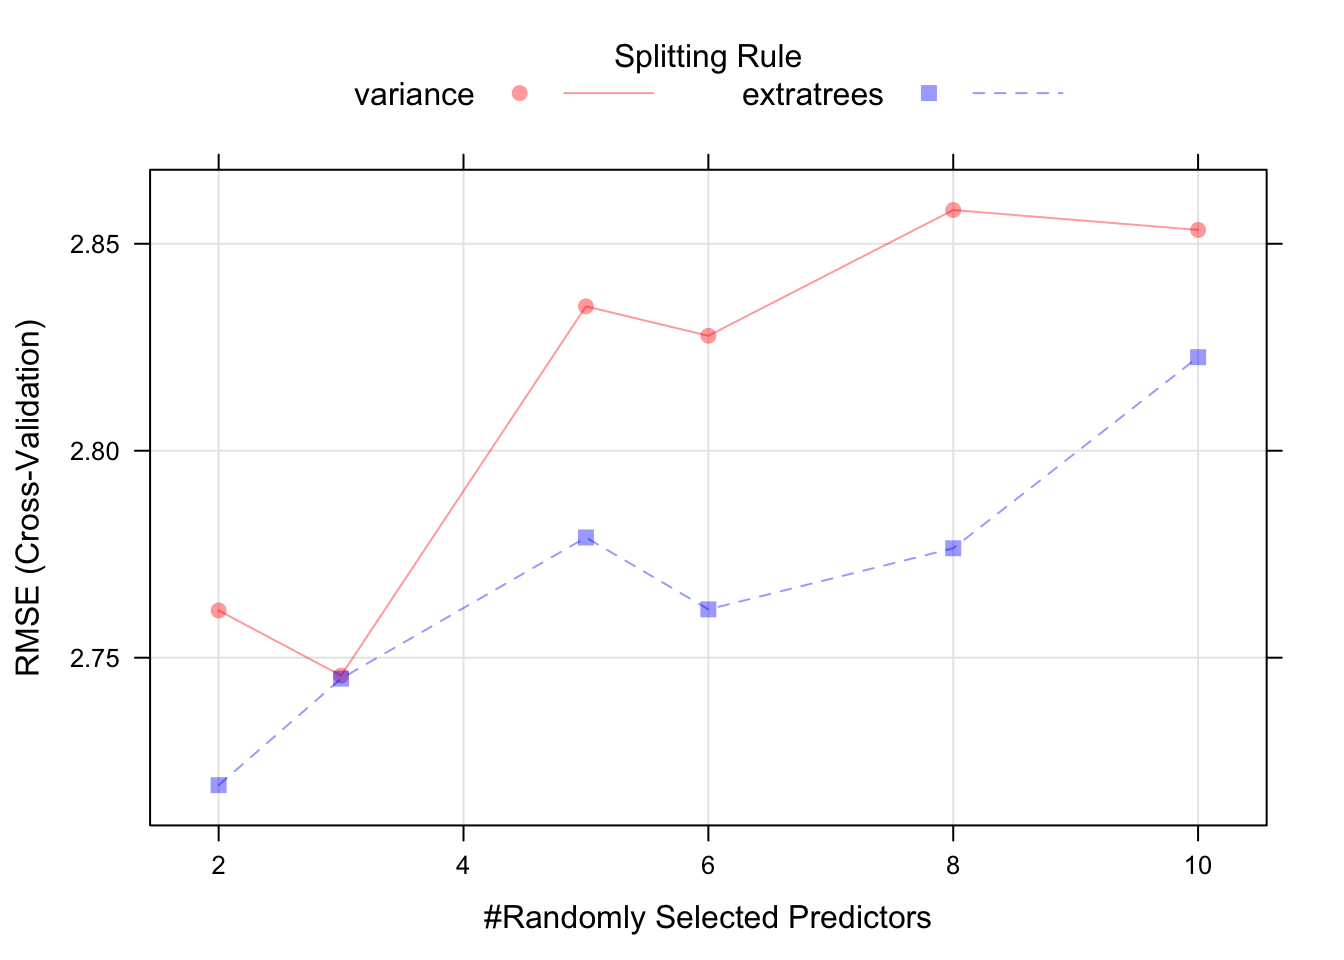 Splitting Rule
variance extratrees
2.85
2.80
2.75
RMSE (Cross-Validation)
2 4 6 8 10
#Randomly Selected Predictors